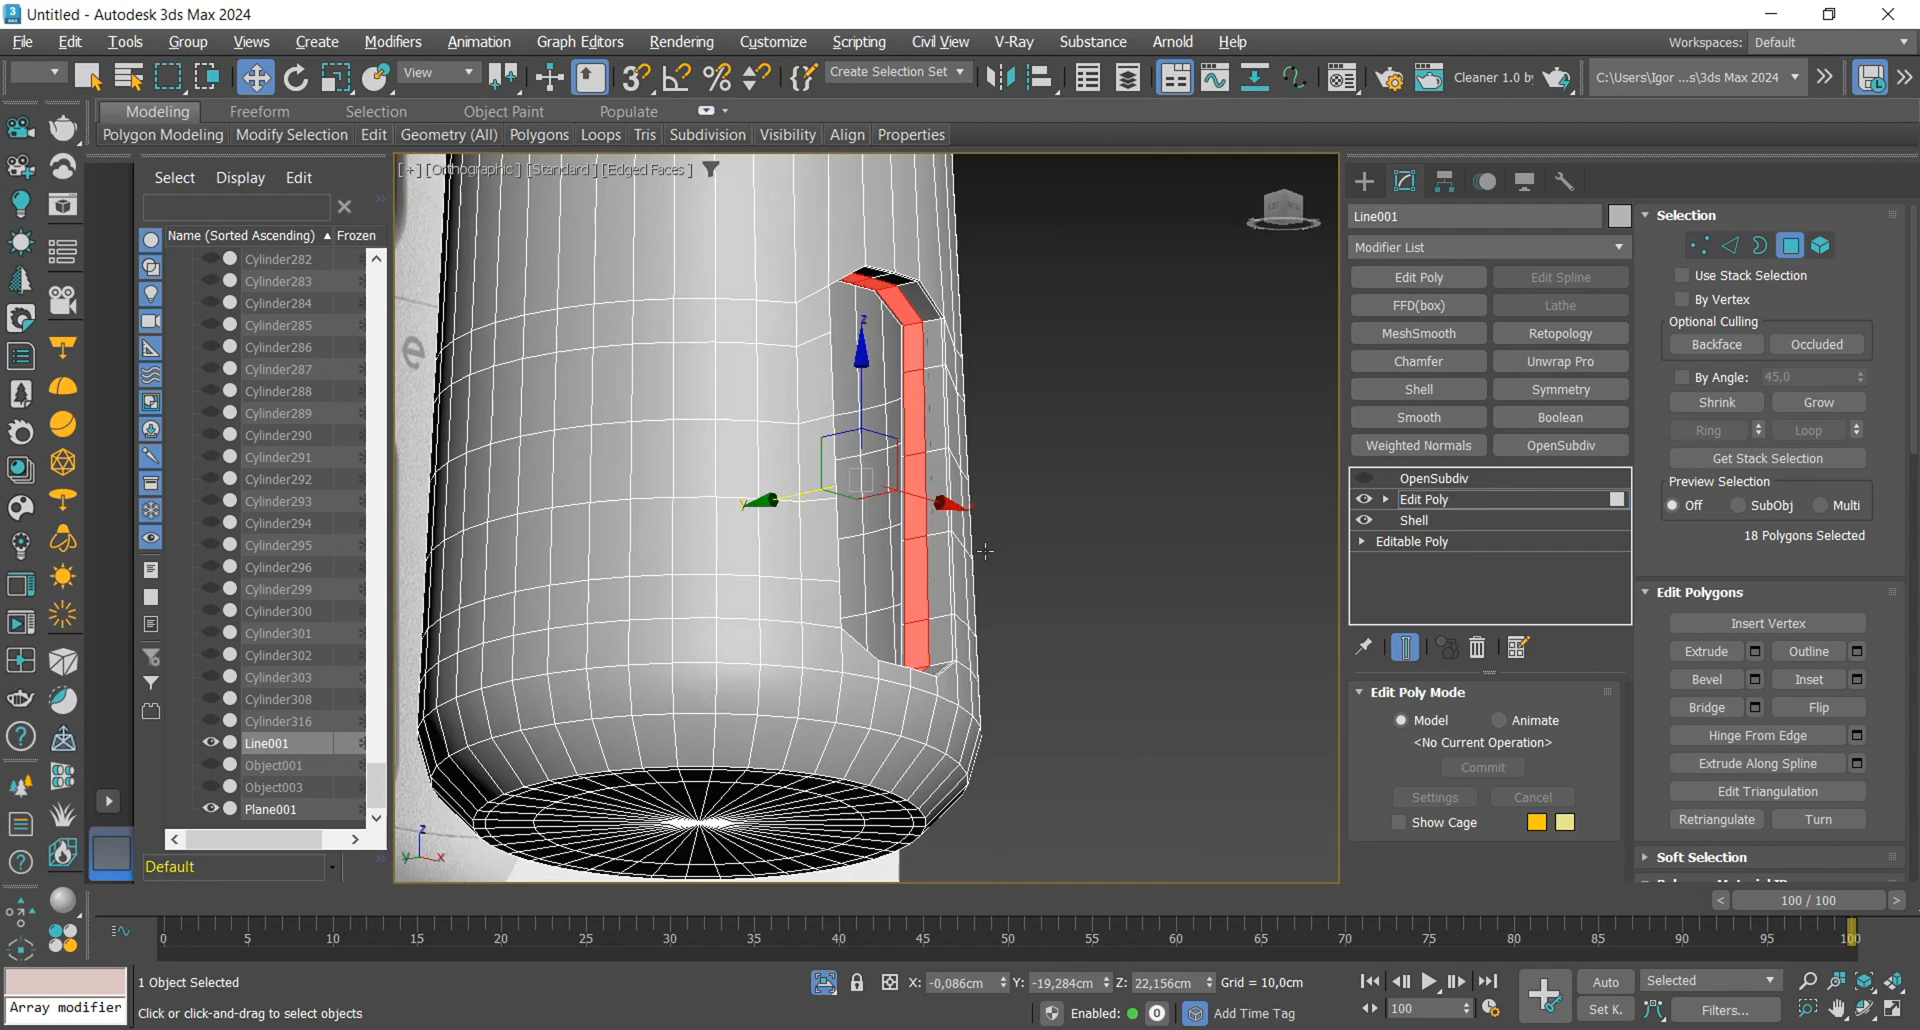 Untitled - Autodesk 3ds Max 2024
File Edit Tools Group Views Create Modifiers Animation Graph Editors Rendering Customize Scripting Civil View V-Ray Substance Arnold Help
Workspaces: Default
View
Create Selection Set
Cleaner 1.0 b
C:\Users\Igor ...s\3ds Max 2024
Modeling Freeform Selection Object Paint Populate
Polygon Modeling Modify Selection Edit Geometry (All) Polygons Loops Tris Subdivision Visibility Align Properties
Select Display Edit
Name (Sorted Ascending) Frozen
Cylinder282
Cylinder283
Cylinder284
Cylinder285
Cylinder286
Cylinder287
Cylinder288
Cylinder289
Cylinder290
Cylinder291
Cylinder292
Cylinder293
Cylinder294
Cylinder295
Cylinder296
Cylinder299
Cylinder300
Cylinder301
Cylinder302
Cylinder303
Cylinder308
Cylinder316
Line001
Object001
Object003
Plane001
Default
[+] [Orthographic] [Standard] [Edged Faces]
e
z
y
z
y x
Line001
Modifier List
Edit Poly Edit Spline
FFD(box) Lathe
MeshSmooth Retopology
Chamfer Unwrap Pro
Shell Symmetry
Smooth Boolean
Weighted Normals OpenSubdiv
OpenSubdiv
Edit Poly
Shell
Editable Poly
Edit Poly Mode
Model Animate
<No Current Operation>
Commit
Settings Cancel
Show Cage
Selection
Use Stack Selection
By Vertex
Optional Culling
Backface Occluded
By Angle: 45,0
Shrink Grow
Ring Loop
Get Stack Selection
Preview Selection
Off SubObj Multi
18 Polygons Selected
Edit Polygons
Insert Vertex
Extrude Outline
Bevel Inset
Bridge Flip
Hinge From Edge
Extrude Along Spline
Edit Triangulation
Retriangulate Turn
Soft Selection
100 / 100
0 5 10 15 20 25 30 35 40 45 50 55 60 65 70 75 80 85 90 95 100
Array modifier
1 Object Selected
Click or click-and-drag to select objects
X: -0,086cm Y: -19,284cm Z: 22,156cm Grid = 10,0cm
Enabled: 0 Add Time Tag
100
Auto Selected
Set K. Filters...